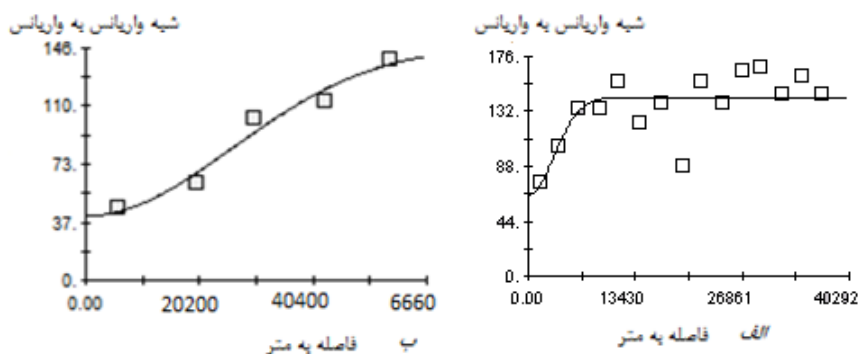 شبه واریانس به واریانس
146.
110.
73.
37.
0.
0.00 20200 40400 6660
ب فاصله به متر
شبه واریانس به واریانس
176.
132.
88.
44.
0.
0.00 13430 26861 40292
الف فاصله به متر